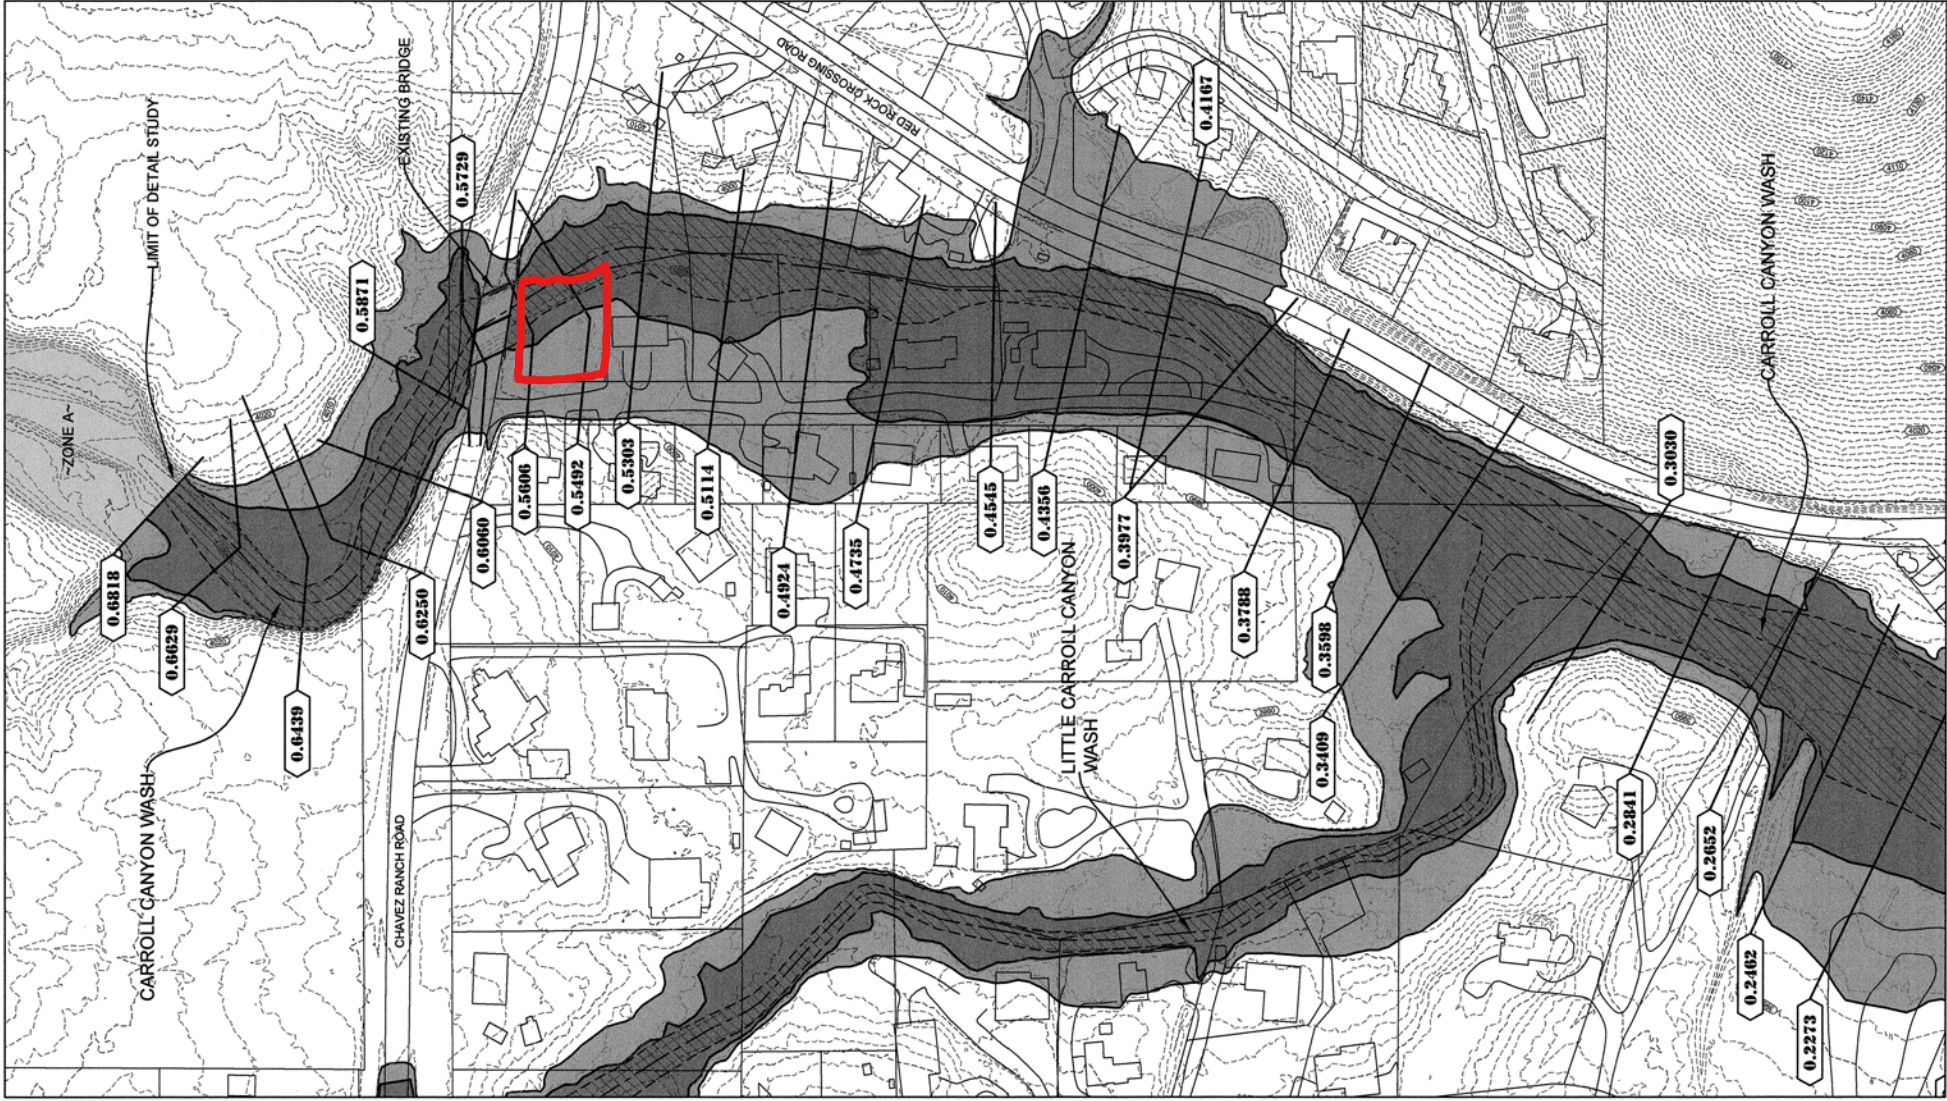 LIMIT OF DETAIL STUDY
EXISTING BRIDGE
RED ROCK CROSSING ROAD
0.4167
0.5729
0.5871
CARROLL CANYON WASH
~ZONE A~
0.6818
0.6629
0.6439
0.6250
0.6060
0.5606
0.5492
0.5303
0.5114
0.4924
0.4735
0.4545
0.4356
0.3977
0.3788
0.3598
0.3409
0.3030
0.2841
0.2652
0.2462
0.2273
LITTLE CARROLL CANYON
WASH
CARROLL CANYON WASH
CHAVEZ RANCH ROAD